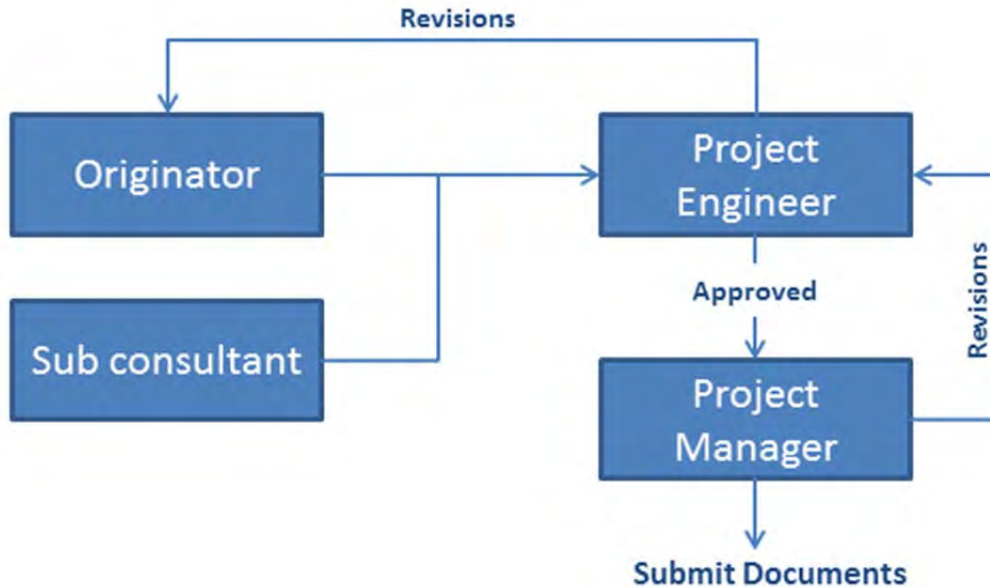 Revisions
Originator
Project
Engineer
Approved
Revisions
Sub consultant
Project
Manager
Submit Documents